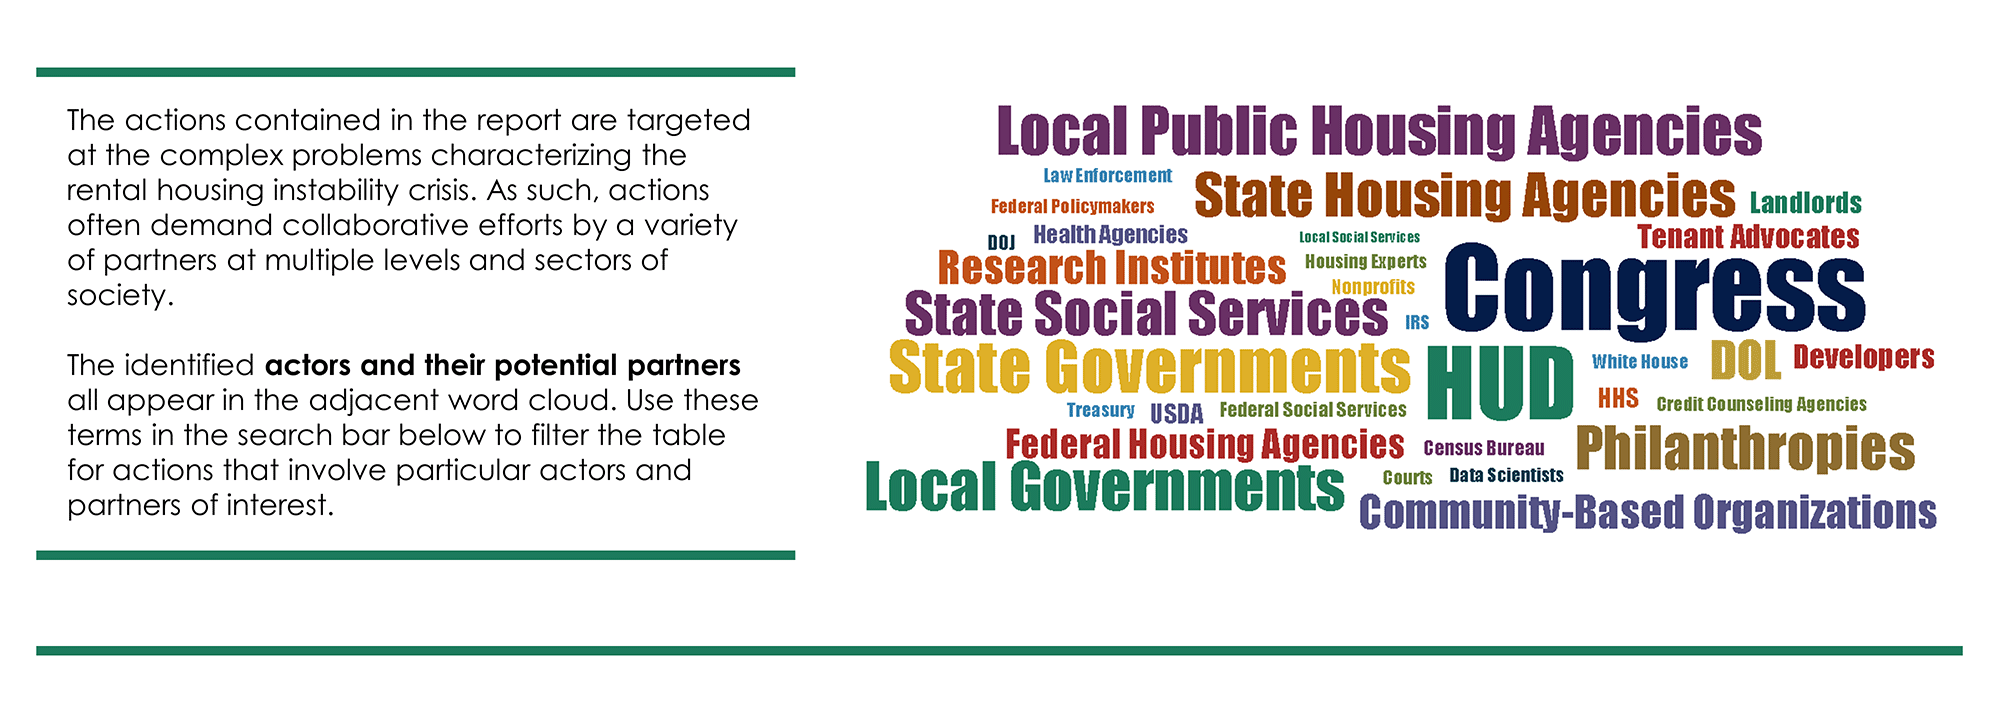 The actions contained in the report are targeted
at the complex problems characterizing the
rental housing instability crisis. As such, actions
often demand collaborative efforts by a variety
of partners at multiple levels and sectors of
society.
The identified actors and their potential partners
all appear in the adjacent word cloud. Use these
terms in the search bar below to filter the table
for actions that involve particular actors and
partners of interest.
Local Public Housing Agencies
Law Enforcement
State Housing Agencies
Landlords
Federal Policymakers
DOJ
Health Agencies
Local Social Services
Tenant Advocates
Research Institutes
Housing Experts
Congress
Nonprofits
State Social Services
IRS
State Governments
HUD
White House
DOL
Developers
HHS
Credit Counseling Agencies
Treasury
USDA
Federal Social Services
Federal Housing Agencies
Census Bureau
Philanthropies
Local Governments
Courts
Data Scientists
Community-Based Organizations